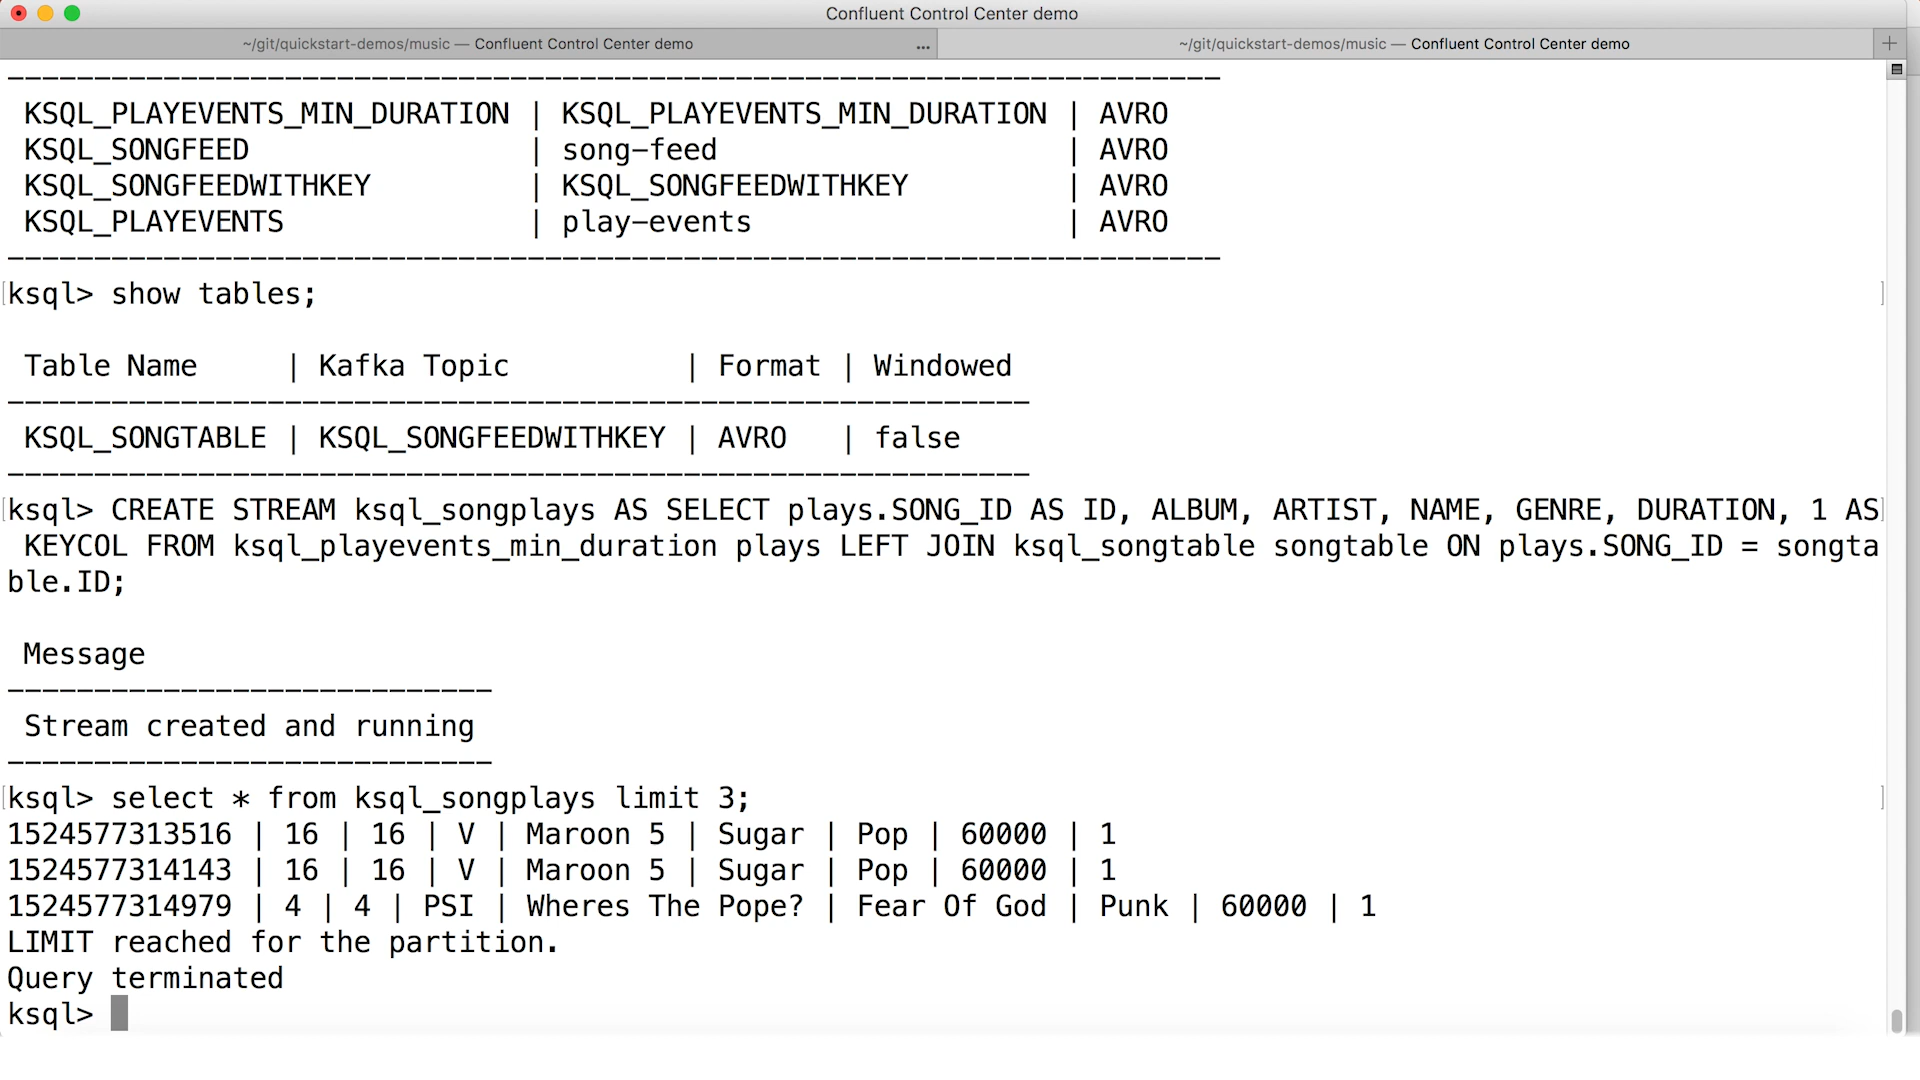 Confluent Control Center demo
~/git/quickstart-demos/music — Confluent Control Center demo ... ~/git/quickstart-demos/music — Confluent Control Center demo +
-----------------------------------------------------------------------
KSQL_PLAYEVENTS_MIN_DURATION | KSQL_PLAYEVENTS_MIN_DURATION | AVRO
KSQL_SONGFEED | song-feed | AVRO
KSQL_SONGFEEDWITHKEY | KSQL_SONGFEEDWITHKEY | AVRO
KSQL_PLAYEVENTS | play-events | AVRO
-----------------------------------------------------------------------
[ksql> show tables; ]
Table Name | Kafka Topic | Format | Windowed
------------------------------------------------------------
KSQL_SONGTABLE | KSQL_SONGFEEDWITHKEY | AVRO | false
------------------------------------------------------------
[ksql> CREATE STREAM ksql_songplays AS SELECT plays.SONG_ID AS ID, ALBUM, ARTIST, NAME, GENRE, DURATION, 1 AS]
KEYCOL FROM ksql_playevents_min_duration plays LEFT JOIN ksql_songtable songtable ON plays.SONG_ID = songta
ble.ID;
Message
----------------------------
Stream created and running
----------------------------
[ksql> select * from ksql_songplays limit 3; ]
1524577313516 | 16 | 16 | V | Maroon 5 | Sugar | Pop | 60000 | 1
1524577314143 | 16 | 16 | V | Maroon 5 | Sugar | Pop | 60000 | 1
1524577314979 | 4 | 4 | PSI | Wheres The Pope? | Fear Of God | Punk | 60000 | 1
LIMIT reached for the partition.
Query terminated
ksql>